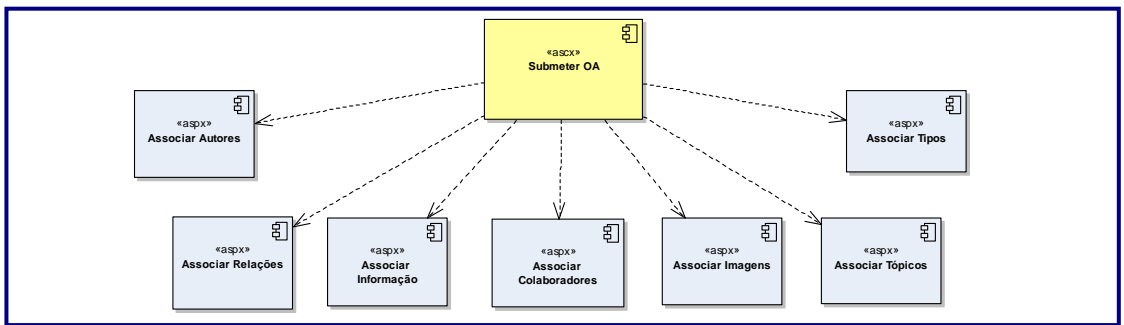 «ascx»
Submeter OA
«aspx»
Associar Autores
«aspx»
Associar Tipos
«aspx»
Associar Relações
«aspx»
Associar
Informação
«aspx»
Associar
Colaboradores
«aspx»
Associar Imagens
«aspx»
Associar Tópicos